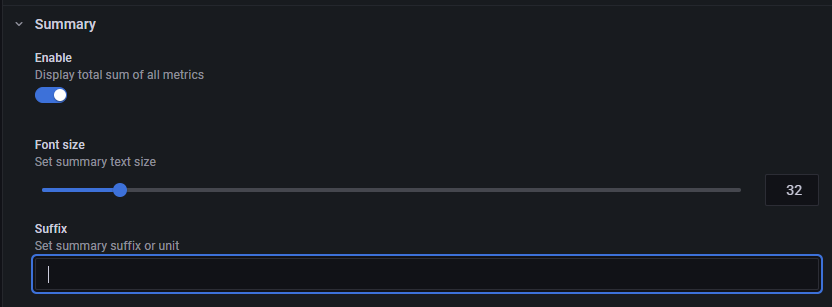 Summary
Enable
Display total sum of all metrics
Font size
Set summary text size
32
Suffix
Set summary suffix or unit